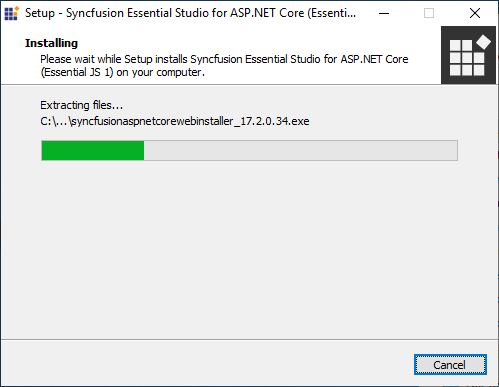 Setup - Syncfusion Essential Studio for ASP.NET Core (Essenti...
Installing
Please wait while Setup installs Syncfusion Essential Studio for ASP.NET Core
(Essential JS 1) on your computer.
Extracting files...
C:\...\syncfusionaspnetcorewebinstaller_17.2.0.34.exe
Cancel